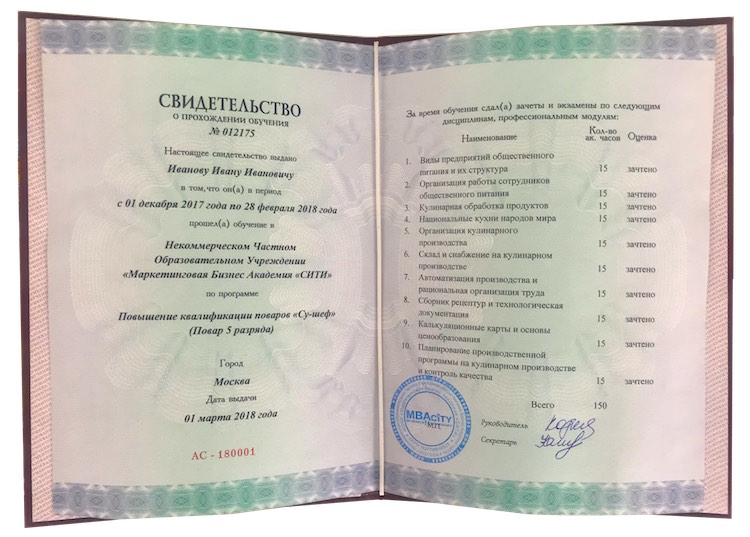 СВИДЕТЕЛЬСТВО
О ПРОХОЖДЕНИИ ОБУЧЕНИЯ
№ 012175
Настоящее свидетельство выдано
Иванову Ивану Ивановичу
в том,что он(а) в период
с 01 декабря 2017 года по 28 февраля 2018 года
прошел(а) обучение в
Некоммерческом Частном
Образовательном Учреждении
«Маркетинговая Бизнес Академия «СИТИ»
по программе
Повышение квалификации поваров «Су-шеф»
(Повар 5 разряда)
Город
Москва
Дата выдачи
01 марта 2018 года
АС - 180001
За время обучения сдал(а) зачеты и экзамены по следующим
дисциплинам, профессиональным модулям:
Наименование Кол-во ак. часов Оценка
1. Виды предприятий общественного
питания и их структура 15 зачтено
2. Организация работы сотрудников
общественного питания 15 зачтено
3. Кулинарная обработка продуктов 15 зачтено
4. Национальные кухни народов мира 15 зачтено
5. Организация кулинарного
производства 15 зачтено
6. Склад и снабжение на кулинарном
производстве 15 зачтено
7. Автоматизация производства и
рациональная организация труда 15 зачтено
8. Сборник рецептур и технологическая
документация 15 зачтено
9. Калькуляционные карты и основы
ценообразования 15 зачтено
10. Планирование производственной
программы на кулинарном производстве
и контроль качества 15 зачтено
Всего 150
MBAciTY
М.П.
Руководитель
Секретарь